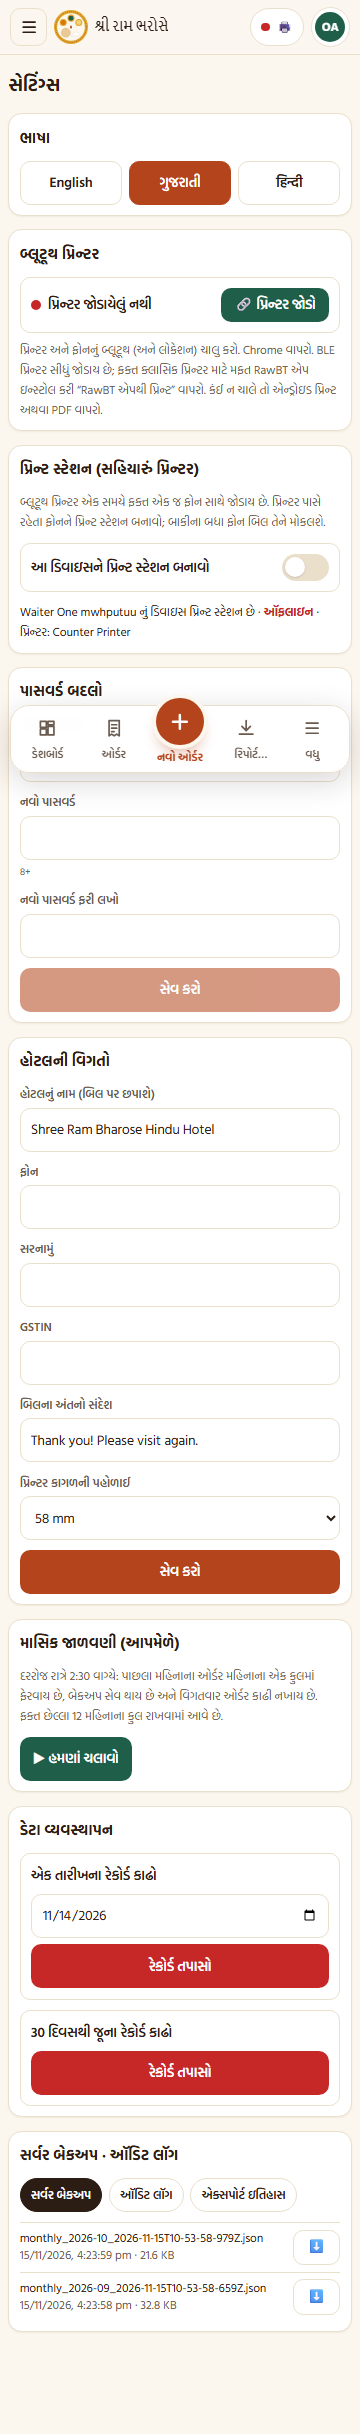 શ્રી રામ ભરોસે
OA
સેટિંગ્સ
ભાષા
English
ગુજરાતી
हिन्दी
બ્લૂટૂથ પ્રિન્ટર
પ્રિન્ટર જોડાયેલું નથી
પ્રિન્ટર જોડો
પ્રિન્ટર અને ફોનનું બ્લૂટૂથ (અને લોકેશન) ચાલુ કરો. Chrome વાપરો. BLE
પ્રિન્ટર સીધું જોડાય છે; ફક્ત ક્લાસિક પ્રિન્ટર માટે મફત RawBT એપ
ઇન્સ્ટોલ કરી "RawBT એપથી પ્રિન્ટ" વાપરો. કંઈ ન ચાલે તો એન્ડ્રોઇડ પ્રિન્ટ
અથવા PDF વાપરો.
પ્રિન્ટ સ્ટેશન (સહિયારું પ્રિન્ટર)
બ્લૂટૂથ પ્રિન્ટર એક સમયે ફક્ત એક જ ફોન સાથે જોડાય છે. પ્રિન્ટર પાસે
રહેતા ફોનને પ્રિન્ટ સ્ટેશન બનાવો; બાકીના બધા ફોન બિલ તેને મોકલશે.
આ ડિવાઇસને પ્રિન્ટ સ્ટેશન બનાવો
Waiter One mwhputuu નું ડિવાઇસ પ્રિન્ટ સ્ટેશન છે · ઑફલાઇન ·
પ્રિન્ટર: Counter Printer
પાસવર્ડ બદલો
ડેશબોર્ડ
ઓર્ડર
નવો ઓર્ડર
રિપોર્ટ...
વધુ
નવો પાસવર્ડ
8+
નવો પાસવર્ડ ફરી લખો
સેવ કરો
હોટલની વિગતો
હોટલનું નામ (બિલ પર છપાશે)
Shree Ram Bharose Hindu Hotel
ફોન
સરનામું
GSTIN
બિલના અંતનો સંદેશ
Thank you! Please visit again.
પ્રિન્ટર કાગળની પહોળાઈ
58 mm
સેવ કરો
માસિક જાળવણી (આપમેળે)
દરરોજ રાત્રે 2:30 વાગ્યે: પાછલા મહિનાના ઓર્ડર મહિનાના એક કુલમાં
ફેરવાય છે, બેકઅપ સેવ થાય છે અને વિગતવાર ઓર્ડર કાઢી નખાય છે.
ફક્ત છેલ્લા 12 મહિનાના કુલ રાખવામાં આવે છે.
▶ હમણાં ચલાવો
ડેટા વ્યવસ્થાપન
એક તારીખના રેકોર્ડ કાઢો
11/14/2026
રેકોર્ડ તપાસો
30 દિવસથી જૂના રેકોર્ડ કાઢો
રેકોર્ડ તપાસો
સર્વર બેકઅપ · ઑડિટ લૉગ
સર્વર બેકઅપ
ઑડિટ લૉગ
એક્સપોર્ટ ઇતિહાસ
monthly_2026-10_2026-11-15T10-53-58-979Z.json
15/11/2026, 4:23:59 pm · 21.6 KB
monthly_2026-09_2026-11-15T10-53-58-659Z.json
15/11/2026, 4:23:58 pm · 32.8 KB